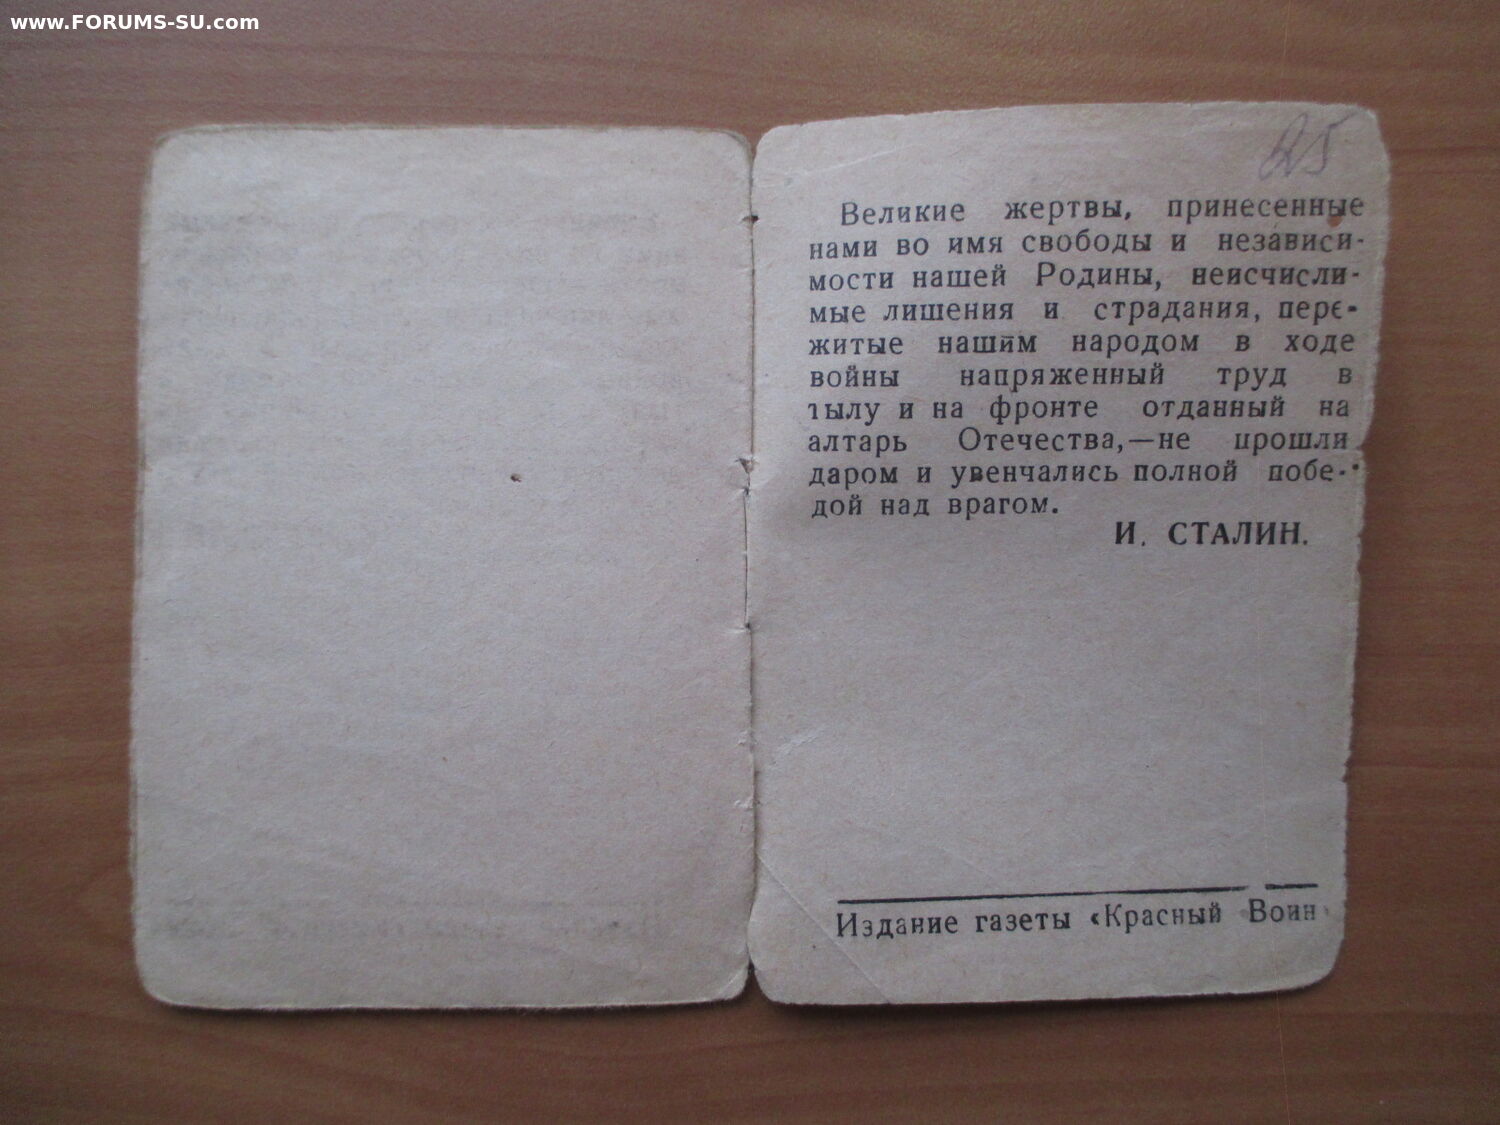 www.FORUMS-SU.com
25
Великие жертвы, принесенные
нами во имя свободы и независи-
мости нашей Родины, неисчисли-
мые лишения и страдания, пере-
житые нашим народом в ходе
войны напряженный труд в
тылу и на фронте отданный на
алтарь Отечества,—не прошли
даром и увенчались полной побе-
дой над врагом.
И. СТАЛИН.
Издание газеты «Красный Воин